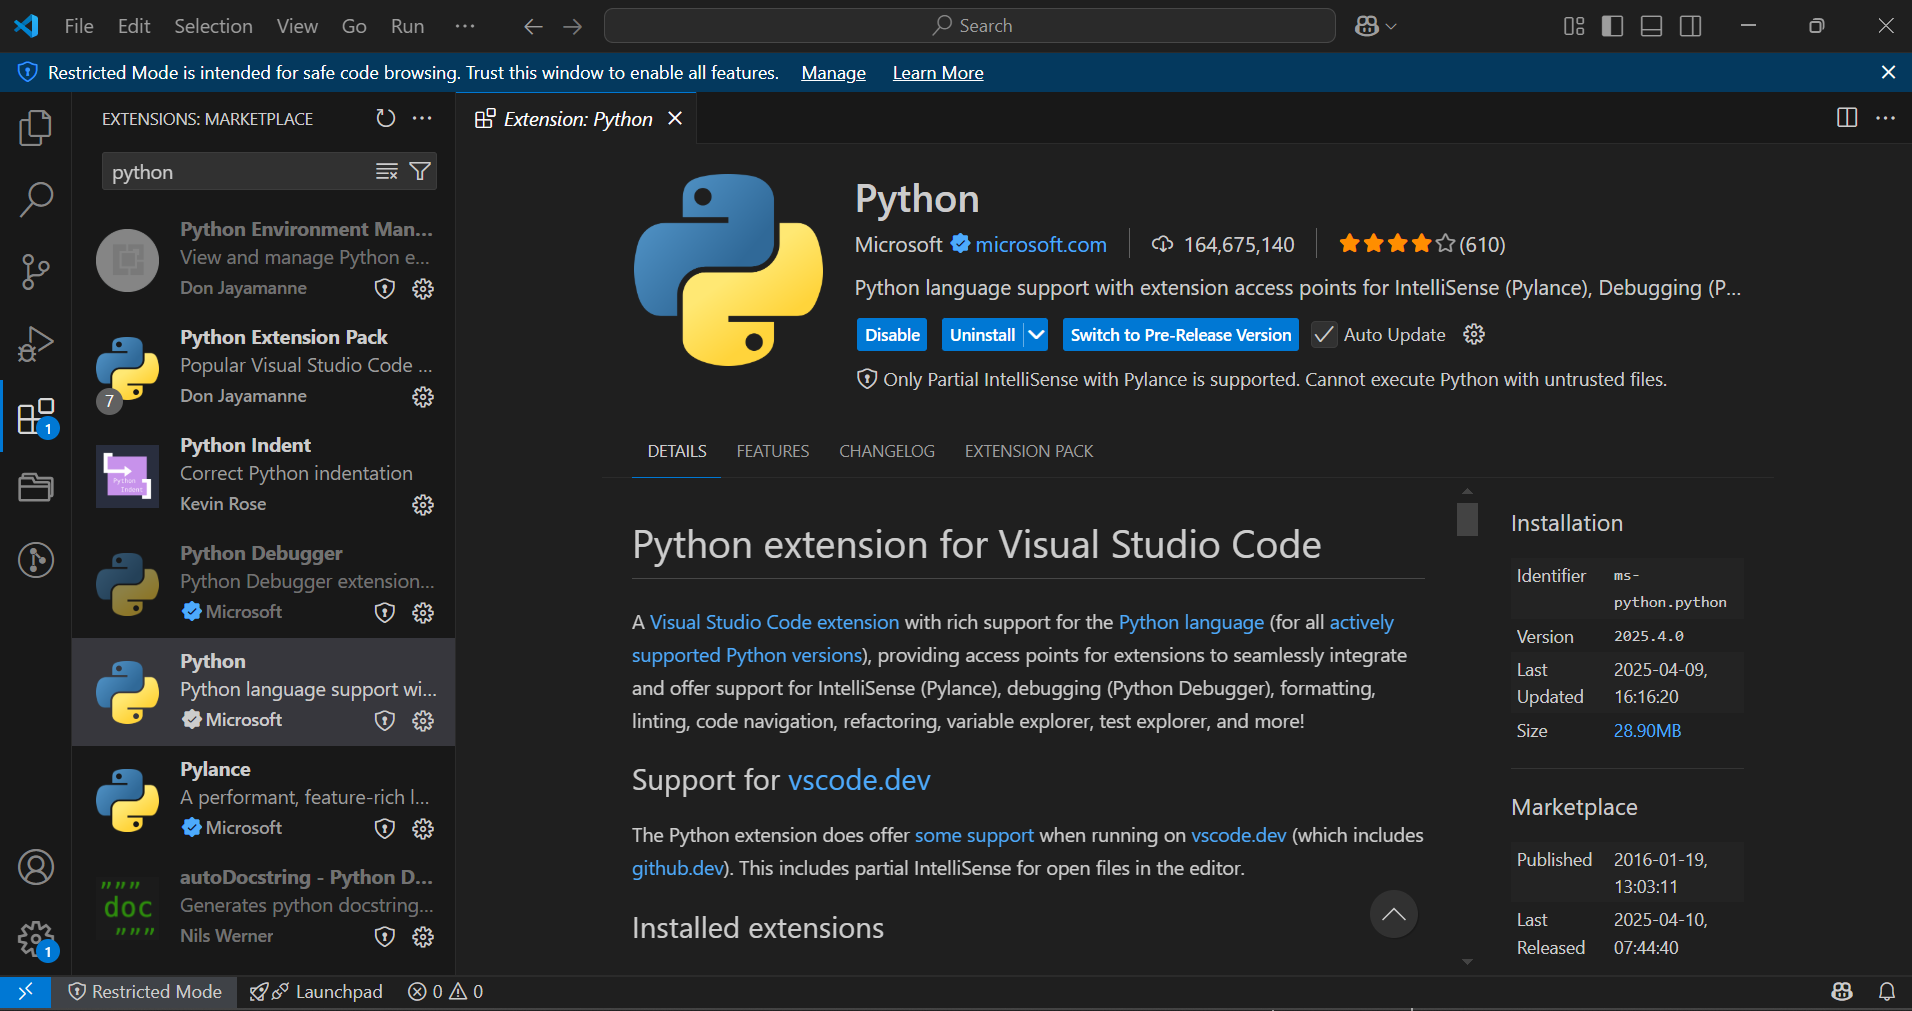 File Edit Selection View Go Run ··· Search
Restricted Mode is intended for safe code browsing. Trust this window to enable all features. Manage Learn More
EXTENSIONS: MARKETPLACE
python
Python Environment Man...
View and manage Python e...
Don Jayamanne
Python Extension Pack
Popular Visual Studio Code ...
Don Jayamanne
7
Python Indent
Correct Python indentation
Kevin Rose
Python Indent
Python Debugger
Python Debugger extension...
Microsoft
Python
Python language support wi...
Microsoft
Pylance
A performant, feature-rich l...
Microsoft
autoDocstring - Python D...
Generates python docstring...
Nils Werner
"""
doc
"""
1
1
Extension: Python
Python
Microsoft microsoft.com 164,675,140 (610)
Python language support with extension access points for IntelliSense (Pylance), Debugging (P...
Disable Uninstall Switch to Pre-Release Version Auto Update
Only Partial IntelliSense with Pylance is supported. Cannot execute Python with untrusted files.
DETAILS FEATURES CHANGELOG EXTENSION PACK
Python extension for Visual Studio Code
A Visual Studio Code extension with rich support for the Python language (for all actively
supported Python versions), providing access points for extensions to seamlessly integrate
and offer support for IntelliSense (Pylance), debugging (Python Debugger), formatting,
linting, code navigation, refactoring, variable explorer, test explorer, and more!
Support for vscode.dev
The Python extension does offer some support when running on vscode.dev (which includes
github.dev). This includes partial IntelliSense for open files in the editor.
Installed extensions
Installation
Identifier ms-
python.python
Version 2025.4.0
Last 2025-04-09,
Updated 16:16:20
Size 28.90MB
Marketplace
Published 2016-01-19,
13:03:11
Last 2025-04-10,
Released 07:44:40
Restricted Mode Launchpad 0 0